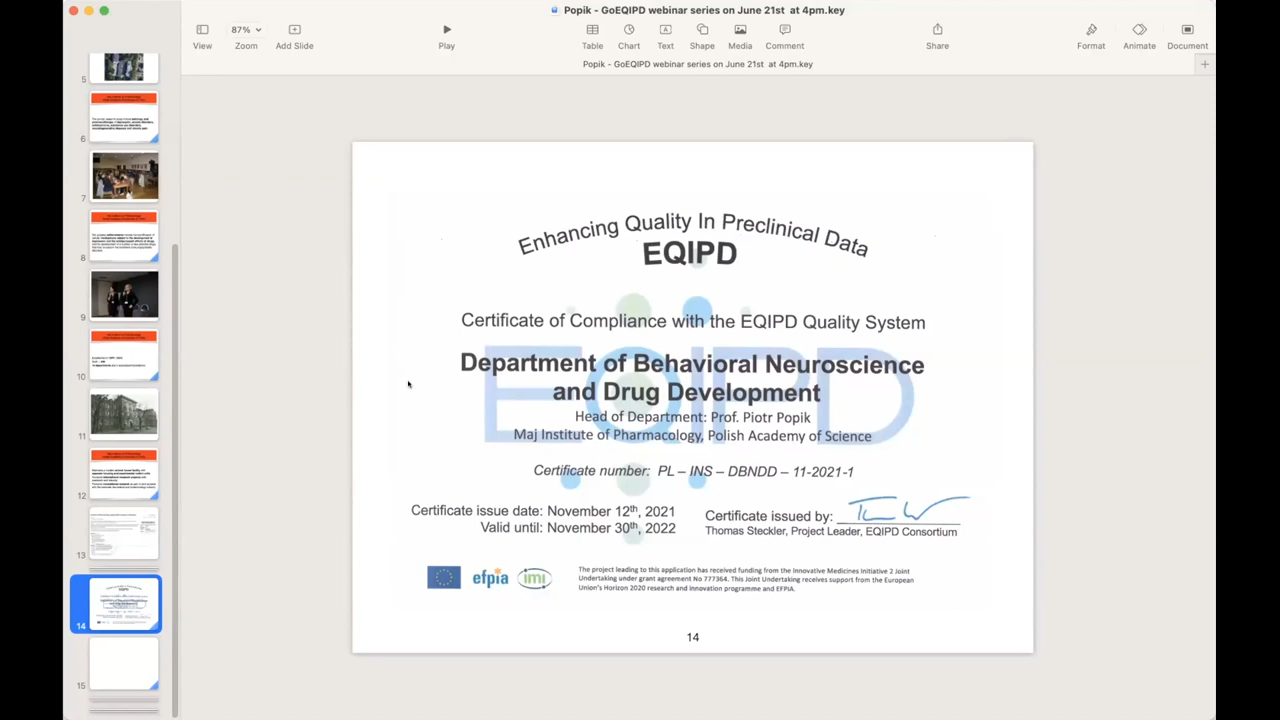 Popik - GoEQIPD webinar series on June 21st at 4pm.key
87%
View
Zoom
Add Slide
Play
Table
Chart
Text
Shape
Media
Comment
Share
Format
Animate
Document
Popik - GoEQIPD webinar series on June 21st at 4pm.key
5
6
7
8
9
10
11
12
13
14
15
Enhancing Quality In Preclinical Data
EQIPD
Certificate of Compliance with the EQIPD Quality System
Department of Behavioral Neuroscience
and Drug Development
Head of Department: Prof. Piotr Popik
Maj Institute of Pharmacology, Polish Academy of Science
Certificate number: PL – INS – DBNDD – 11-2021-1
Certificate issue date: November 12th, 2021
Valid until: November 30th, 2022
Certificate issued by:
Thomas Steckler, Project Leader, EQIPD Consortium
efpia
imi
The project leading to this application has received funding from the Innovative Medicines Initiative 2 Joint
Undertaking under grant agreement No 777364. This Joint Undertaking receives support from the European
Union's Horizon 2020 research and innovation programme and EFPIA.
14